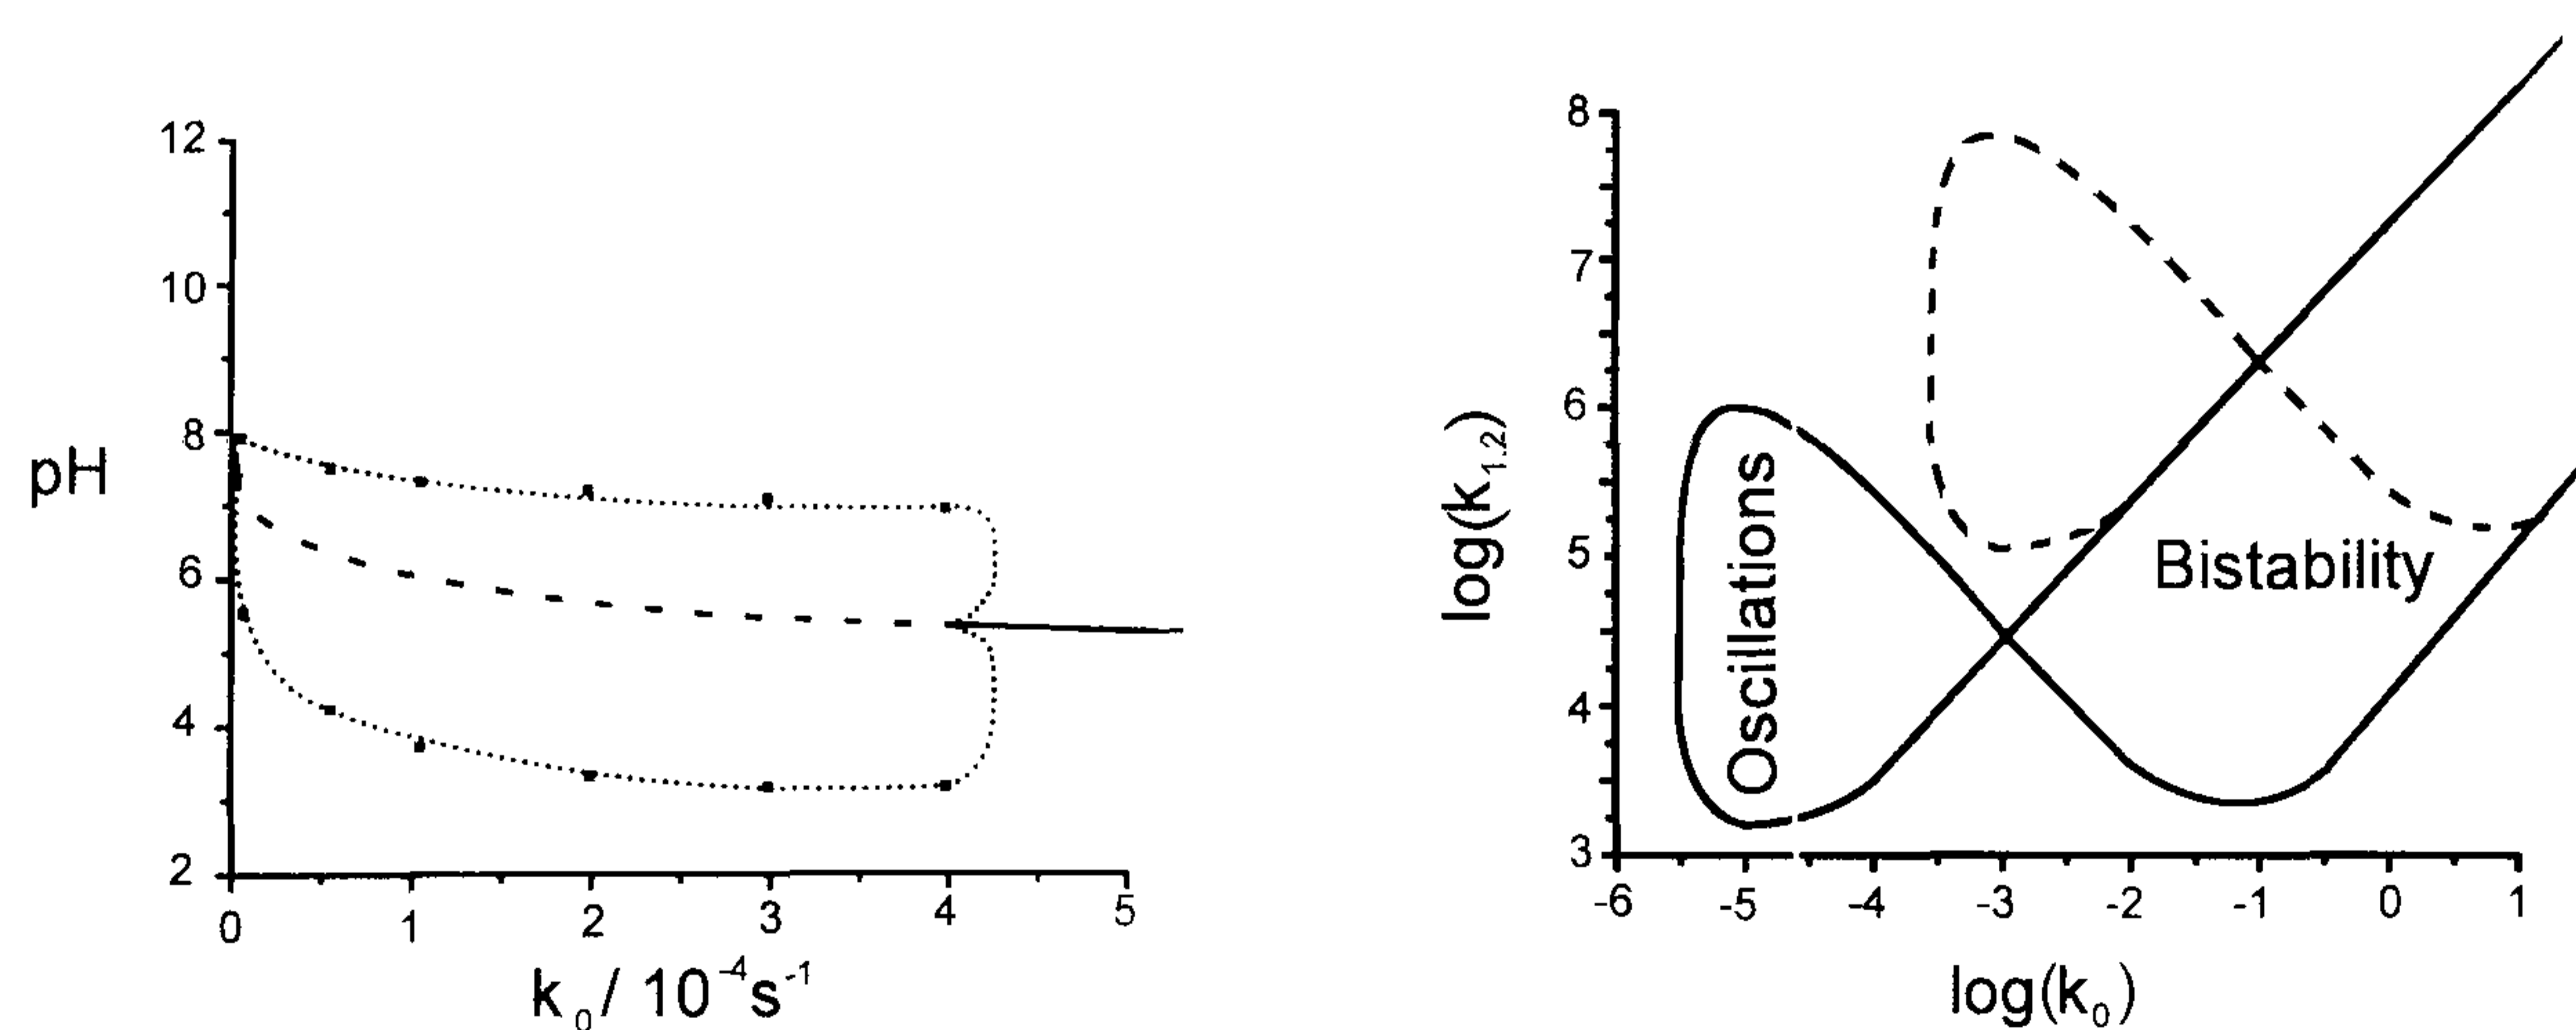 12
10
8
pH
6
4
2
0 1 2 3 4 5
k₀/ 10⁻⁴s⁻¹
8
7
6
log(k₁.₂)
5
4
3
Oscillations
Bistability
-6 -5 -4 -3 -2 -1 0 1
log(k₀)